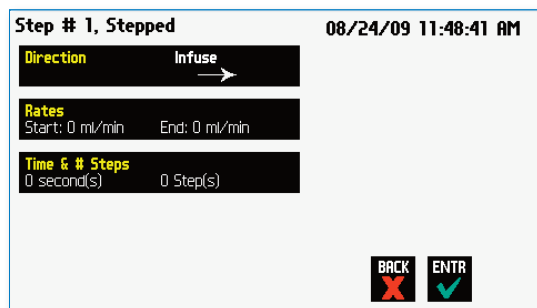 Step # 1, Stepped 08/24/09 11:48:41 AM
Direction Infuse
Rates
Start: 0 ml/min End: 0 ml/min
Time & # Steps
0 second(s) 0 Step(s)
BACK ENTR